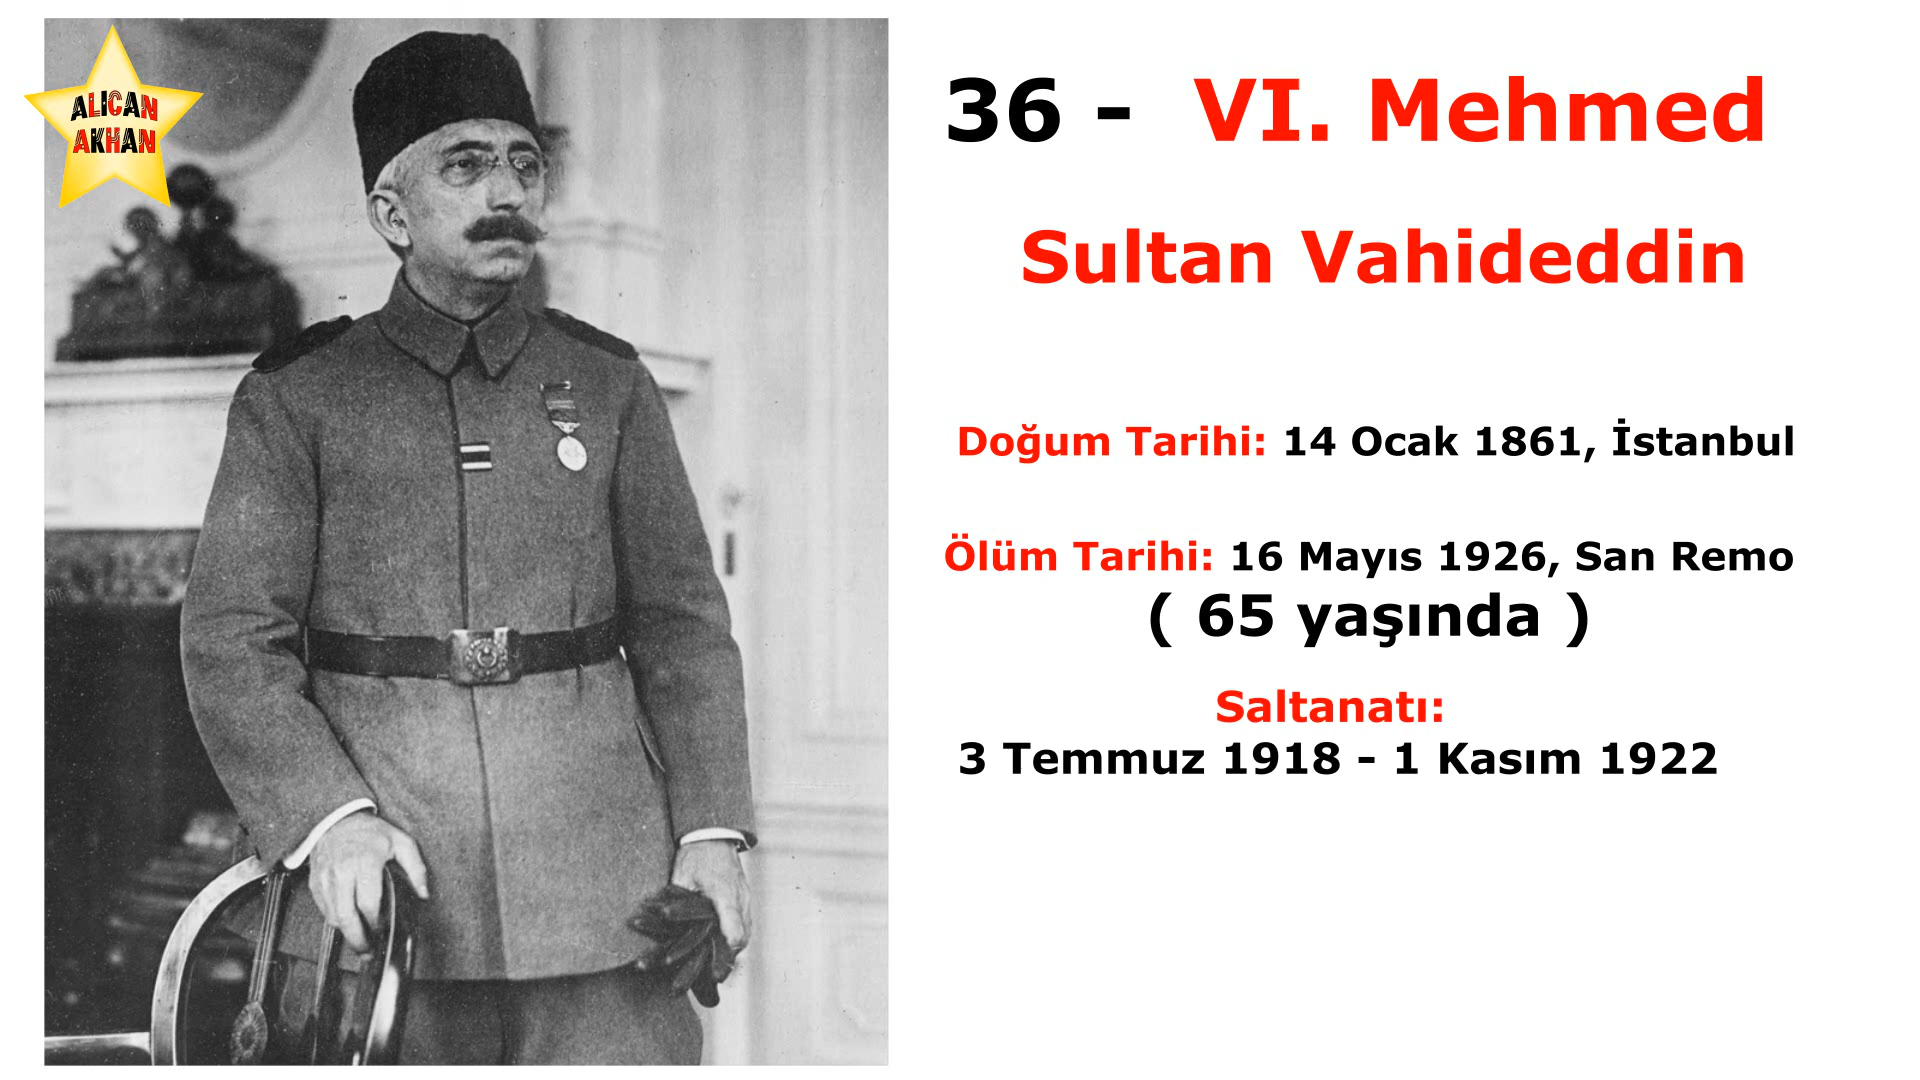 ALICAN
AKHAN
36 - VI. Mehmed
Sultan Vahideddin
Doğum Tarihi: 14 Ocak 1861, İstanbul
Ölüm Tarihi: 16 Mayıs 1926, San Remo
( 65 yaşında )
Saltanatı:
3 Temmuz 1918 - 1 Kasım 1922